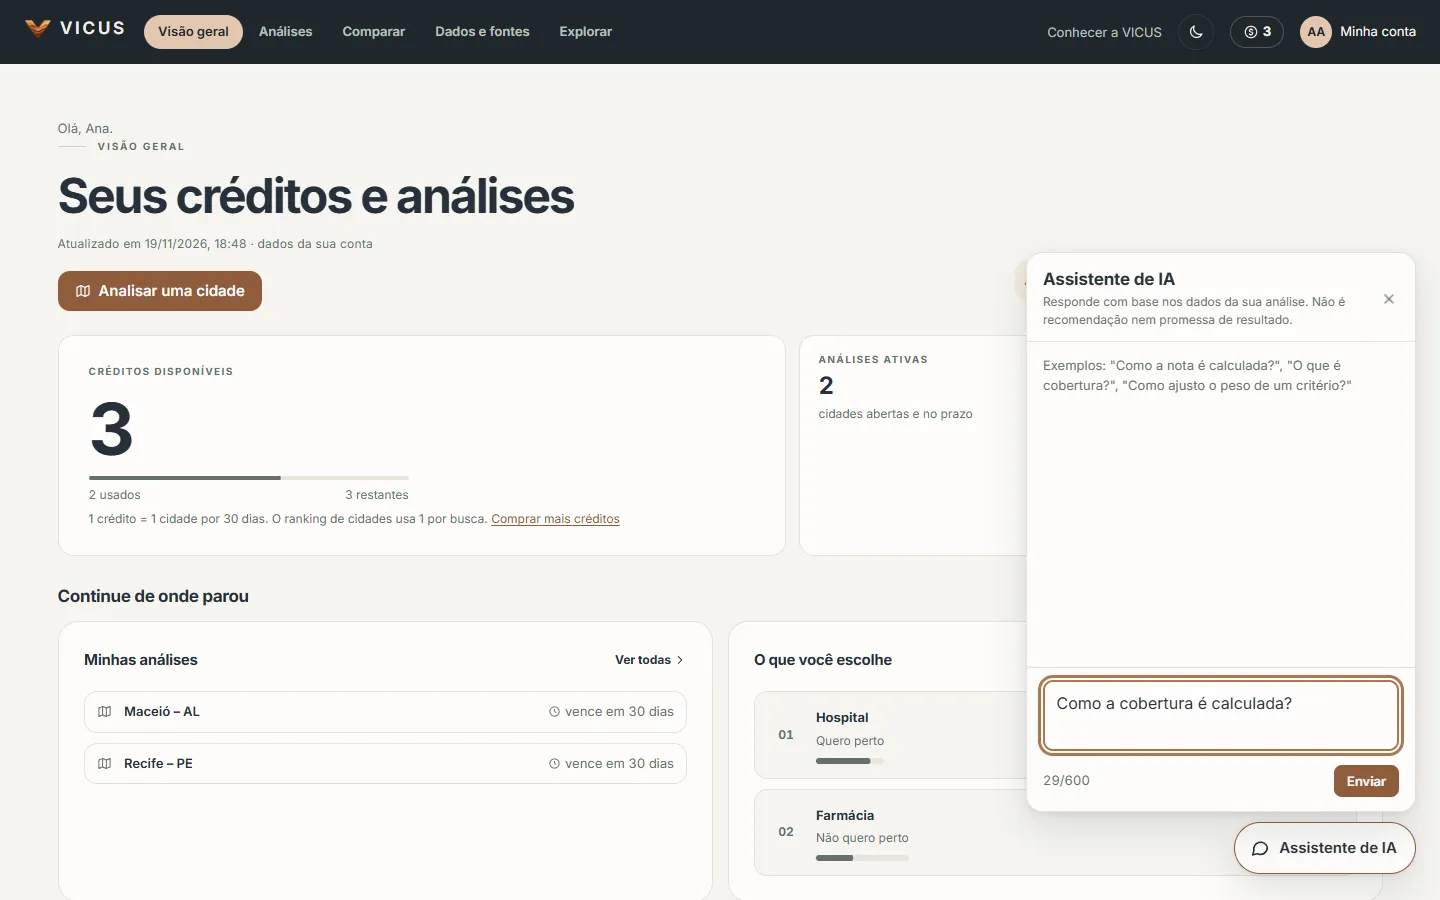 VICUS
Visão geral
Análises
Comparar
Dados e fontes
Explorar
Conhecer a VICUS
3
AA
Minha conta
Olá, Ana.
VISÃO GERAL
Seus créditos e análises
Atualizado em 19/11/2026, 18:48 · dados da sua conta
Analisar uma cidade
CRÉDITOS DISPONÍVEIS
3
2 usados
3 restantes
1 crédito = 1 cidade por 30 dias. O ranking de cidades usa 1 por busca. Comprar mais créditos
ANÁLISES ATIVAS
2
cidades abertas e no prazo
Continue de onde parou
Minhas análises
Ver todas
Maceió – AL
vence em 30 dias
Recife – PE
vence em 30 dias
O que você escolhe
01
Hospital
Quero perto
02
Farmácia
Não quero perto
Assistente de IA
Responde com base nos dados da sua análise. Não é
recomendação nem promessa de resultado.
Exemplos: "Como a nota é calculada?", "O que é
cobertura?", "Como ajusto o peso de um critério?"
Como a cobertura é calculada?
29/600
Enviar
Assistente de IA